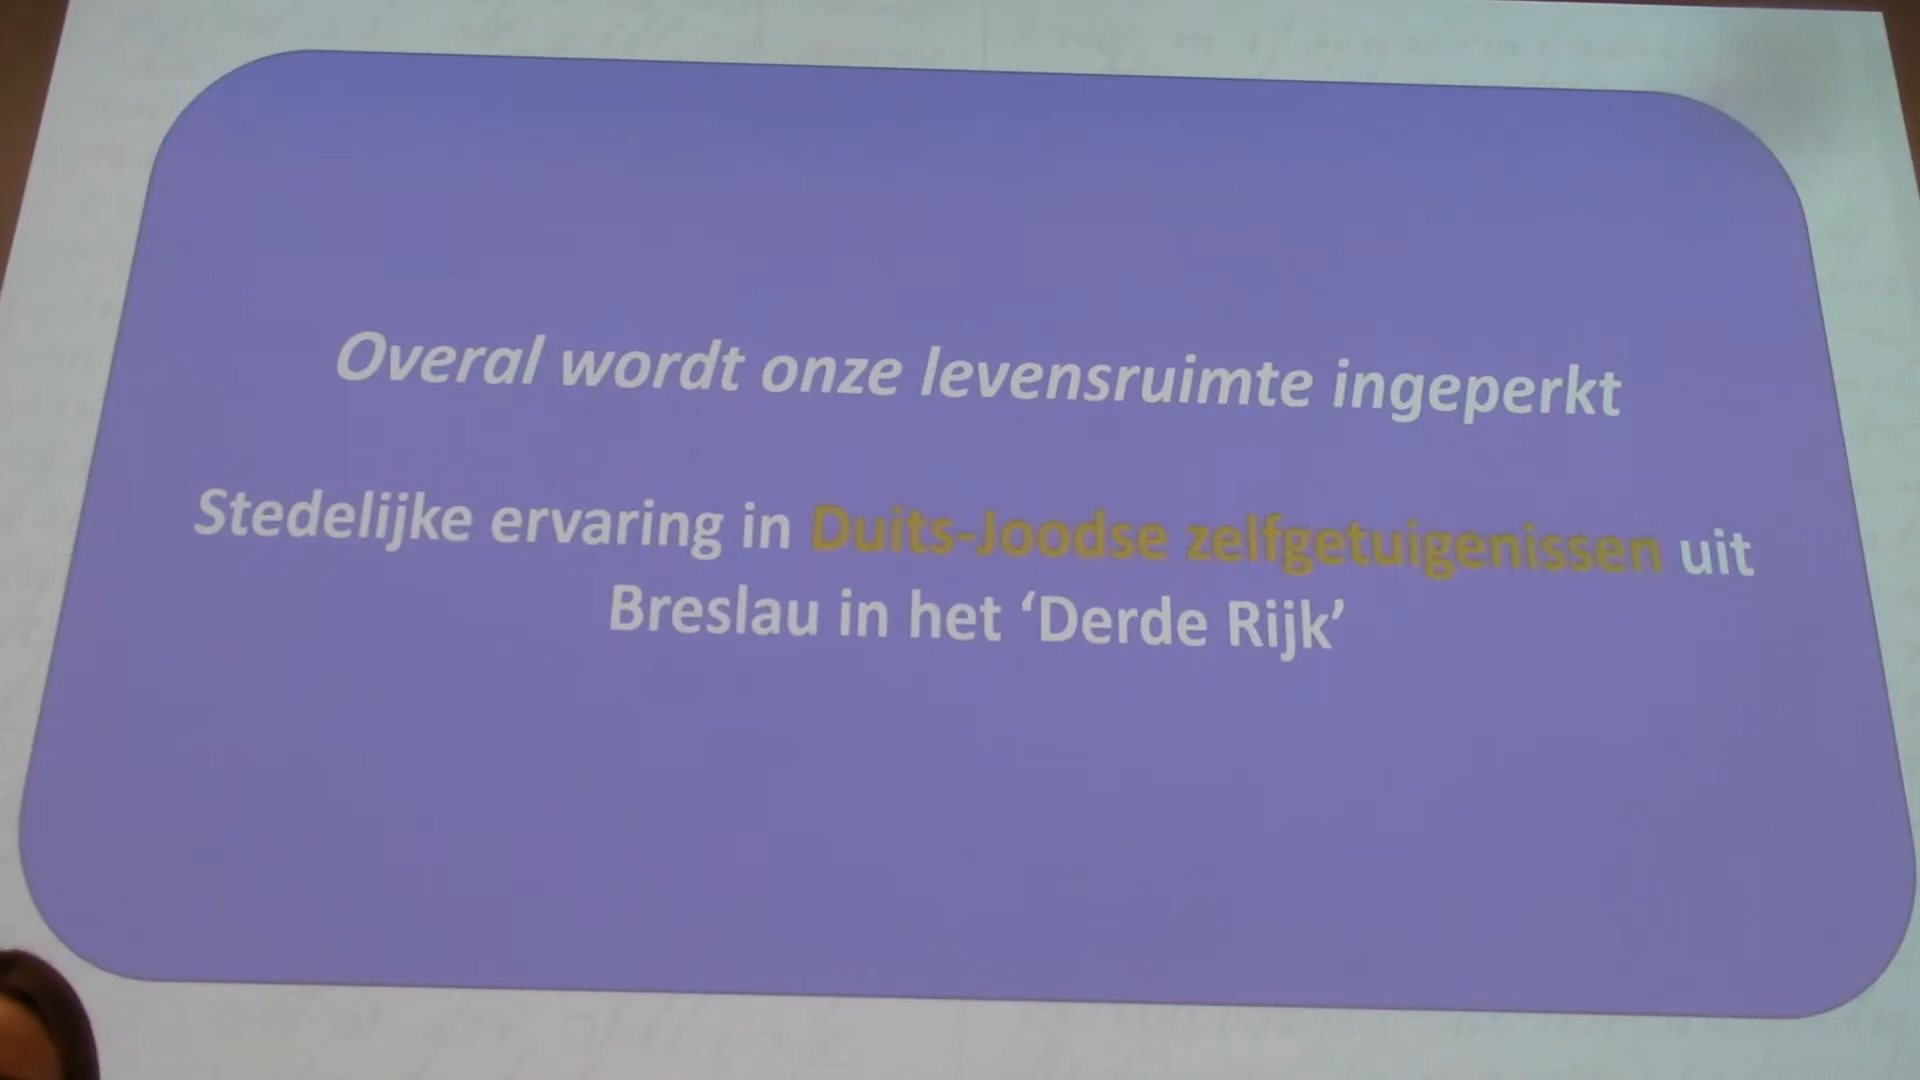 Overal wordt onze levensruimte ingeperkt
Stedelijke ervaring in Duits-Joodse zelfgetuigenissen uit
Breslau in het ‘Derde Rijk’